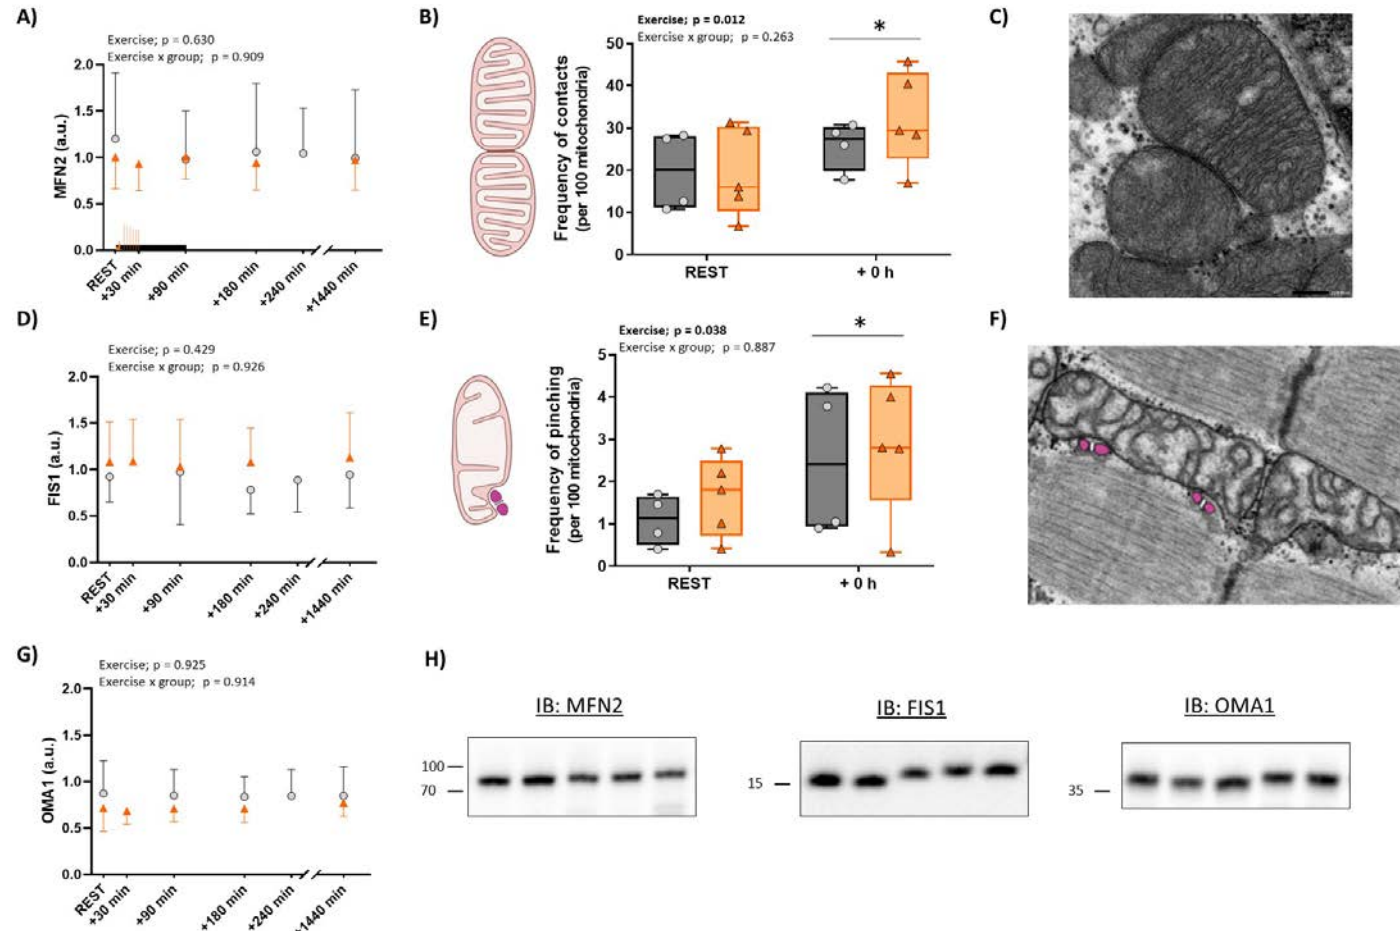 A)
Exercise; p = 0.630
Exercise x group; p = 0.909
MFN2 (a.u.)
2.0
1.5
1.0
0.5
0.0
REST
+30 min
+90 min
+180 min
+240 min
+1440 min
B)
Exercise; p = 0.012
Exercise x group; p = 0.263
*
Frequency of contacts
(per 100 mitochondria)
50
40
30
20
10
0
REST
+ 0 h
C)
D)
Exercise; p = 0.429
Exercise x group; p = 0.926
FIS1 (a.u.)
2.0
1.5
1.0
0.5
0.0
REST
+30 min
+90 min
+180 min
+240 min
+1440 min
E)
Exercise; p = 0.038
Exercise x group; p = 0.887
*
Frequency of pinching
(per 100 mitochondria)
5
4
3
2
1
0
REST
+ 0 h
F)
G)
Exercise; p = 0.925
Exercise x group; p = 0.914
OMA1 (a.u.)
2.0
1.5
1.0
0.5
0.0
REST
+30 min
+90 min
+180 min
+240 min
+1440 min
H)
IB: MFN2
100
70
IB: FIS1
15
IB: OMA1
35